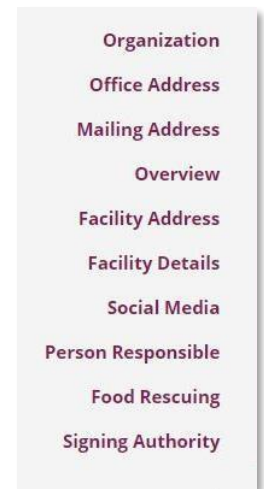 Organization
Office Address
Mailing Address
Overview
Facility Address
Facility Details
Social Media
Person Responsible
Food Rescuing
Signing Authority